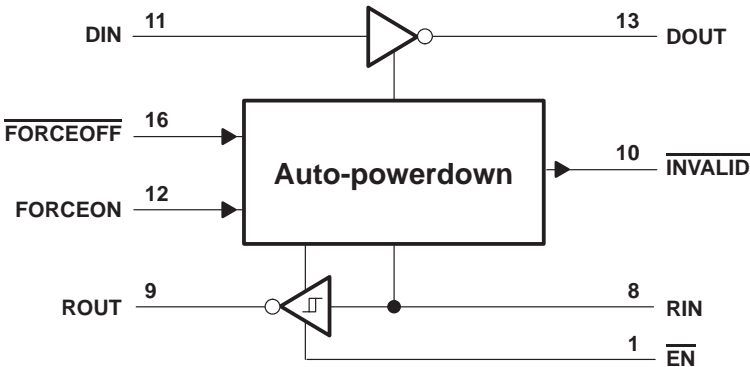 DIN 11 13 DOUT
FORCEOFF 16
Auto-powerdown
10 INVALID
FORCEON 12
ROUT 9 8 RIN
1 EN